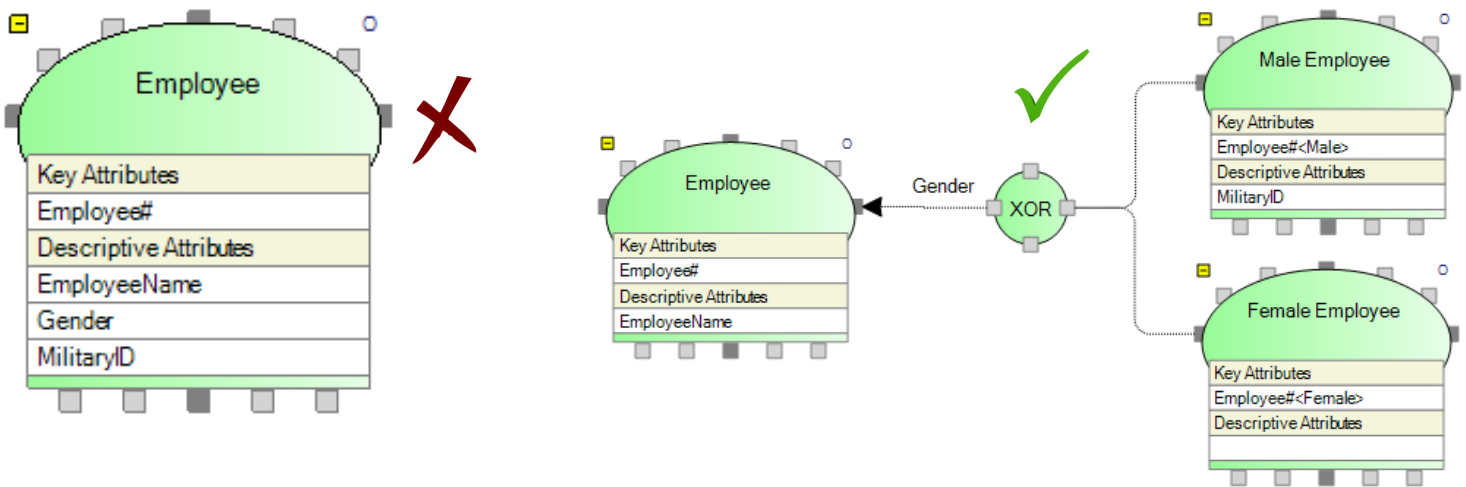 Employee
Key Attributes
Employee#
Descriptive Attributes
EmployeeName
Gender
MilitaryID
Employee
Key Attributes
Employee#
Descriptive Attributes
EmployeeName
Gender
XOR
Male Employee
Key Attributes
Employee#<Male>
Descriptive Attributes
MilitaryID
Female Employee
Key Attributes
Employee#<Female>
Descriptive Attributes